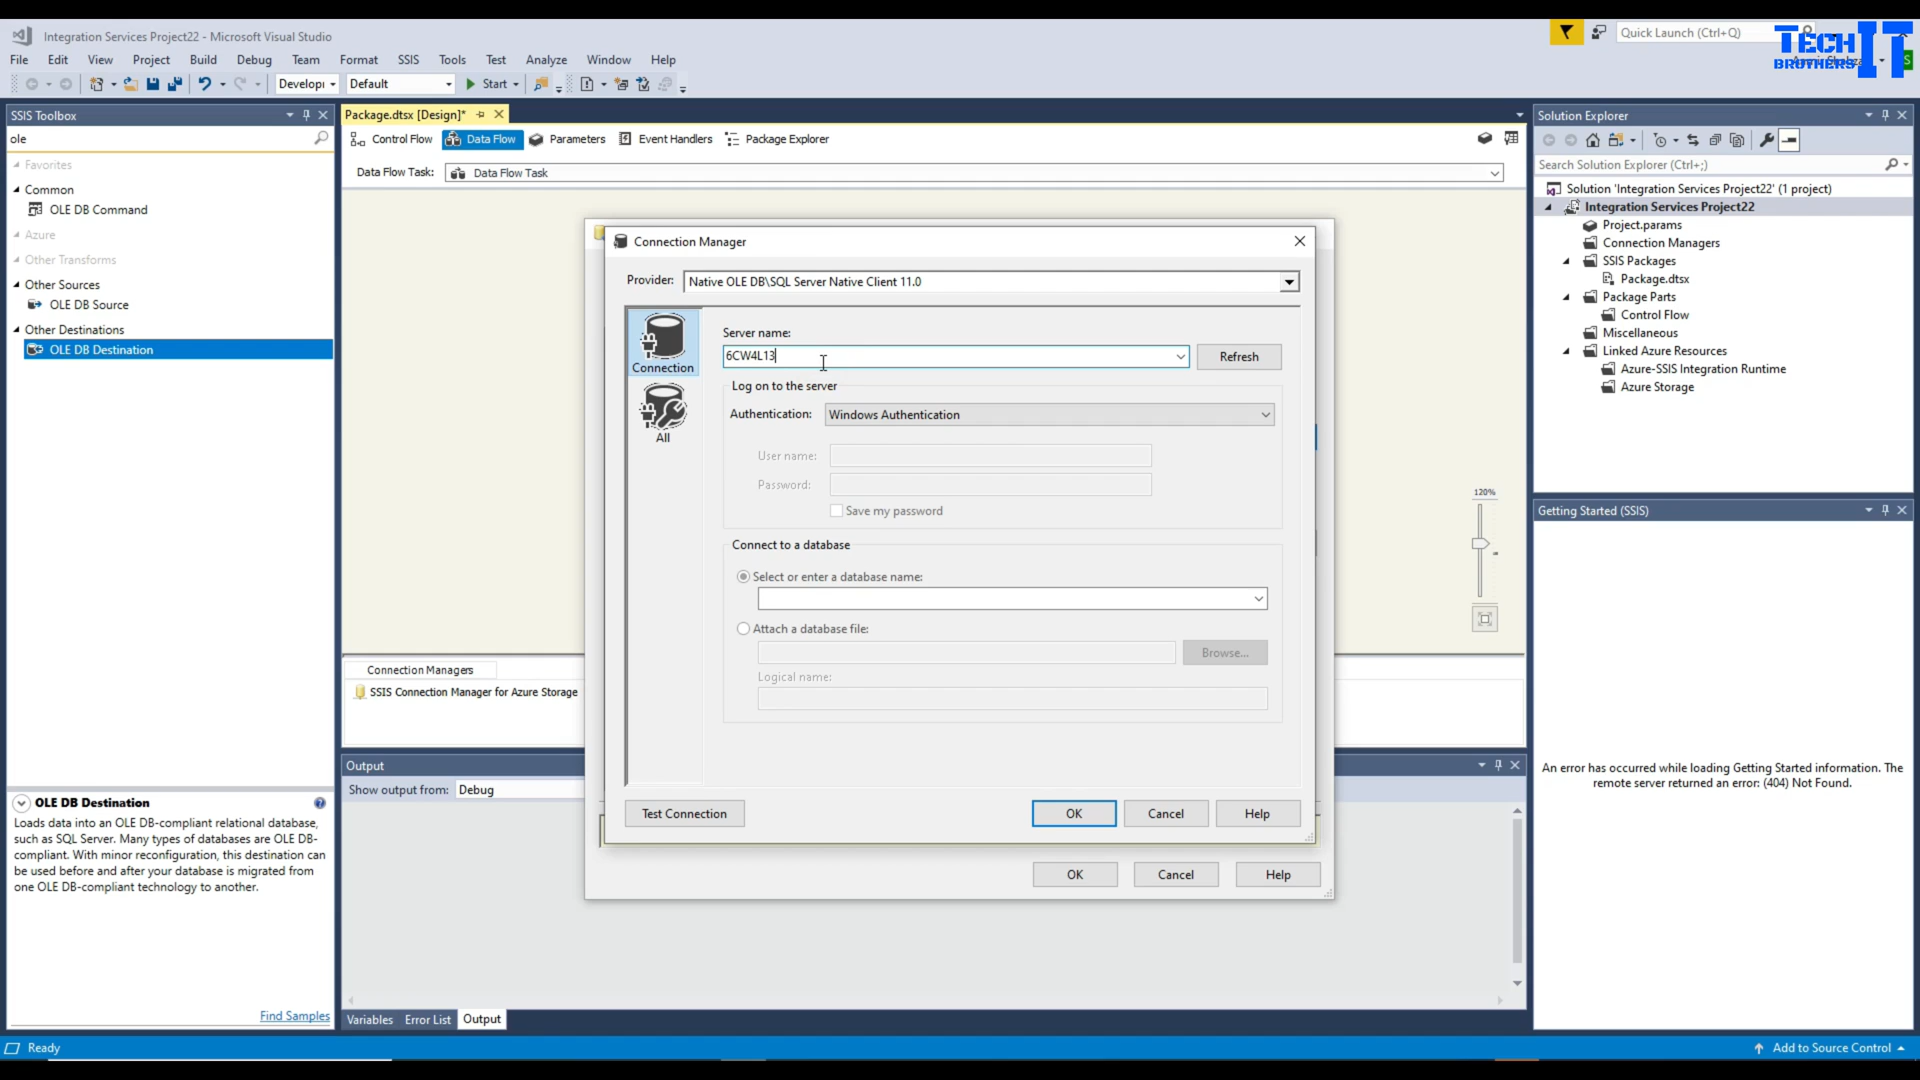 Integration Services Project22 - Microsoft Visual Studio
Quick Launch (Ctrl+Q)
TECH IT
BROTHERS
File Edit View Project Build Debug Team Format SSIS Tools Test Analyze Window Help
Developi Default Start
SSIS Toolbox
ole
Favorites
Common
OLE DB Command
Azure
Other Transforms
Other Sources
OLE DB Source
Other Destinations
OLE DB Destination
OLE DB Destination
Loads data into an OLE DB-compliant relational database,
such as SQL Server. Many types of databases are OLE DB-
compliant. With minor reconfiguration, this destination can
be used before and after your database is migrated from
one OLE DB-compliant technology to another.
Find Samples
Package.dtsx [Design]*
Control Flow Data Flow Parameters Event Handlers Package Explorer
Data Flow Task: Data Flow Task
Connection Manager
Provider: Native OLE DB\SQL Server Native Client 11.0
Connection
All
Server name:
6CW4L13
Refresh
Log on to the server
Authentication: Windows Authentication
User name:
Password:
Save my password
Connect to a database
Select or enter a database name:
Attach a database file:
Browse...
Logical name:
Test Connection OK Cancel Help
OK Cancel Help
120%
Connection Managers
SSIS Connection Manager for Azure Storage
Output
Show output from: Debug
Variables Error List Output
Solution Explorer
Search Solution Explorer (Ctrl+;)
Solution 'Integration Services Project22' (1 project)
Integration Services Project22
Project.params
Connection Managers
SSIS Packages
Package.dtsx
Package Parts
Control Flow
Miscellaneous
Linked Azure Resources
Azure-SSIS Integration Runtime
Azure Storage
Getting Started (SSIS)
An error has occurred while loading Getting Started information. The
remote server returned an error: (404) Not Found.
Ready
Add to Source Control